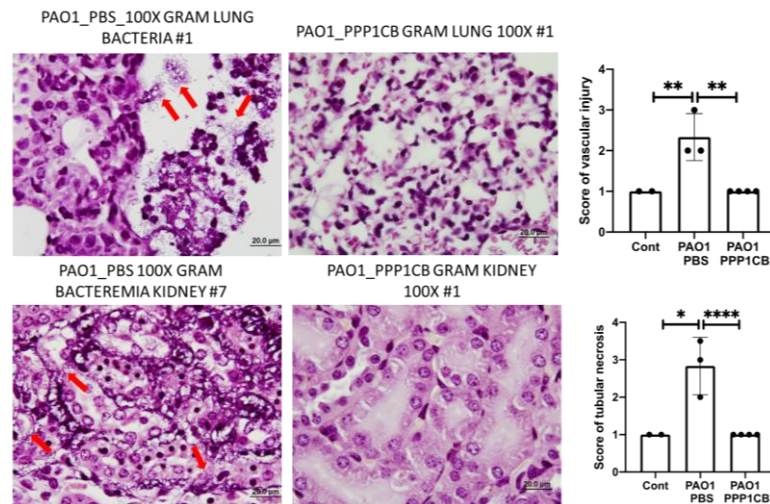 PAO1_PBS_100X GRAM LUNG
BACTERIA #1
PAO1_PPP1CB GRAM LUNG 100X #1
20.0 µm
20.0 µm
Score of vascular injury
4
3
2
1
0
** **
Cont PAO1 PAO1
PBS PPP1CB
PAO1_PBS 100X GRAM
BACTEREMIA KIDNEY #7
PAO1_PPP1CB GRAM KIDNEY
100X #1
20.0 µm
20.0 µm
Score of tubular necrosis
4
3
2
1
0
* ****
Cont PAO1 PAO1
PBS PPP1CB